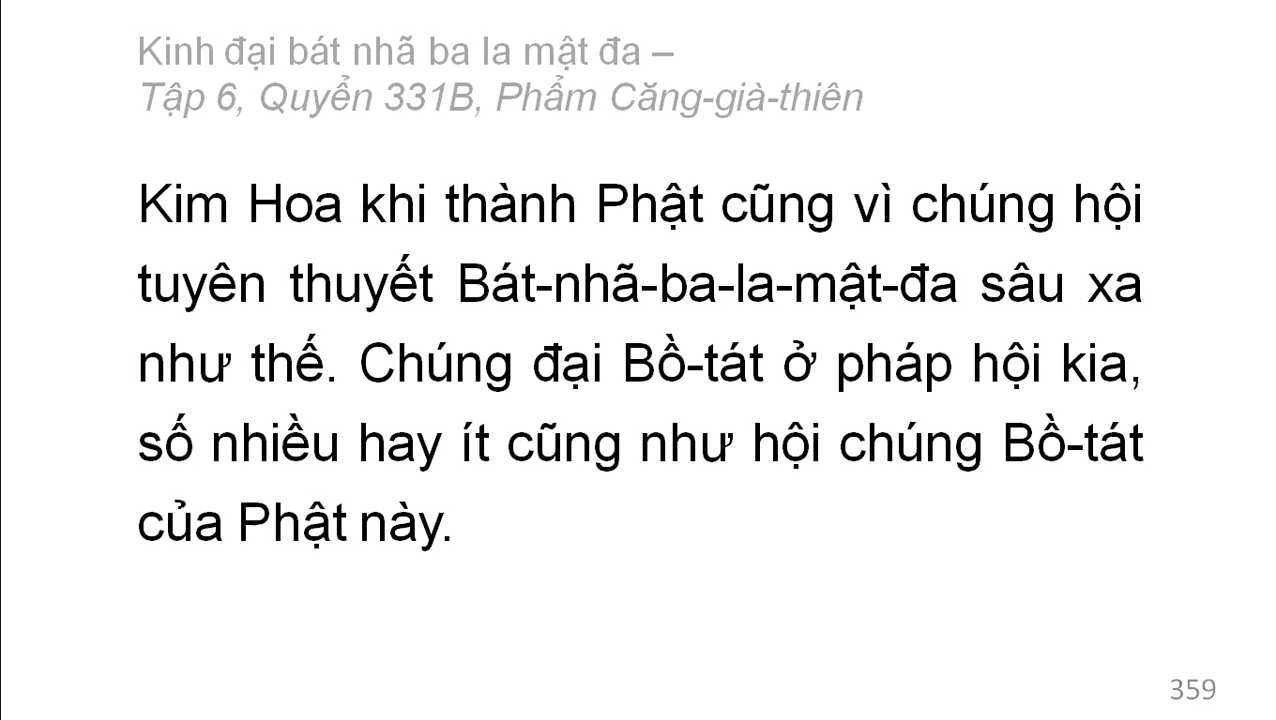 Kinh đại bát nhã ba la mật đa –
Tập 6, Quyển 331B, Phẩm Căng-già-thiên
Kim Hoa khi thành Phật cũng vì chúng hội
tuyên thuyết Bát-nhã-ba-la-mật-đa sâu xa
như thế. Chúng đại Bồ-tát ở pháp hội kia,
số nhiều hay ít cũng như hội chúng Bồ-tát
của Phật này.
359